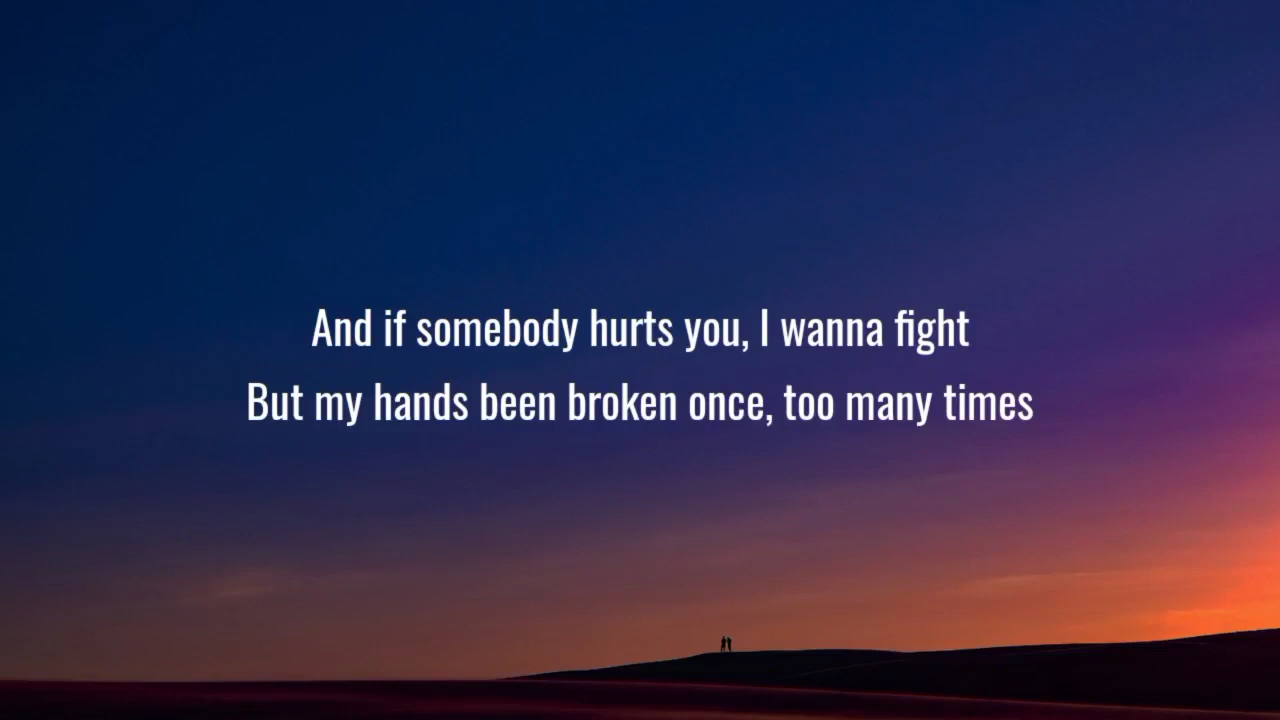 And if somebody hurts you, I wanna fight
But my hands been broken once, too many times